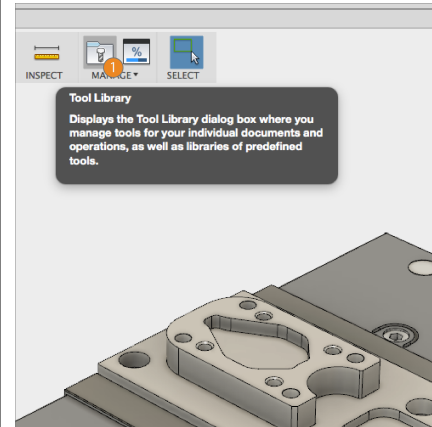 %
INSPECT
1
MANAGE
SELECT
Tool Library
Displays the Tool Library dialog box where you
manage tools for your individual documents and
operations, as well as libraries of predefined
tools.